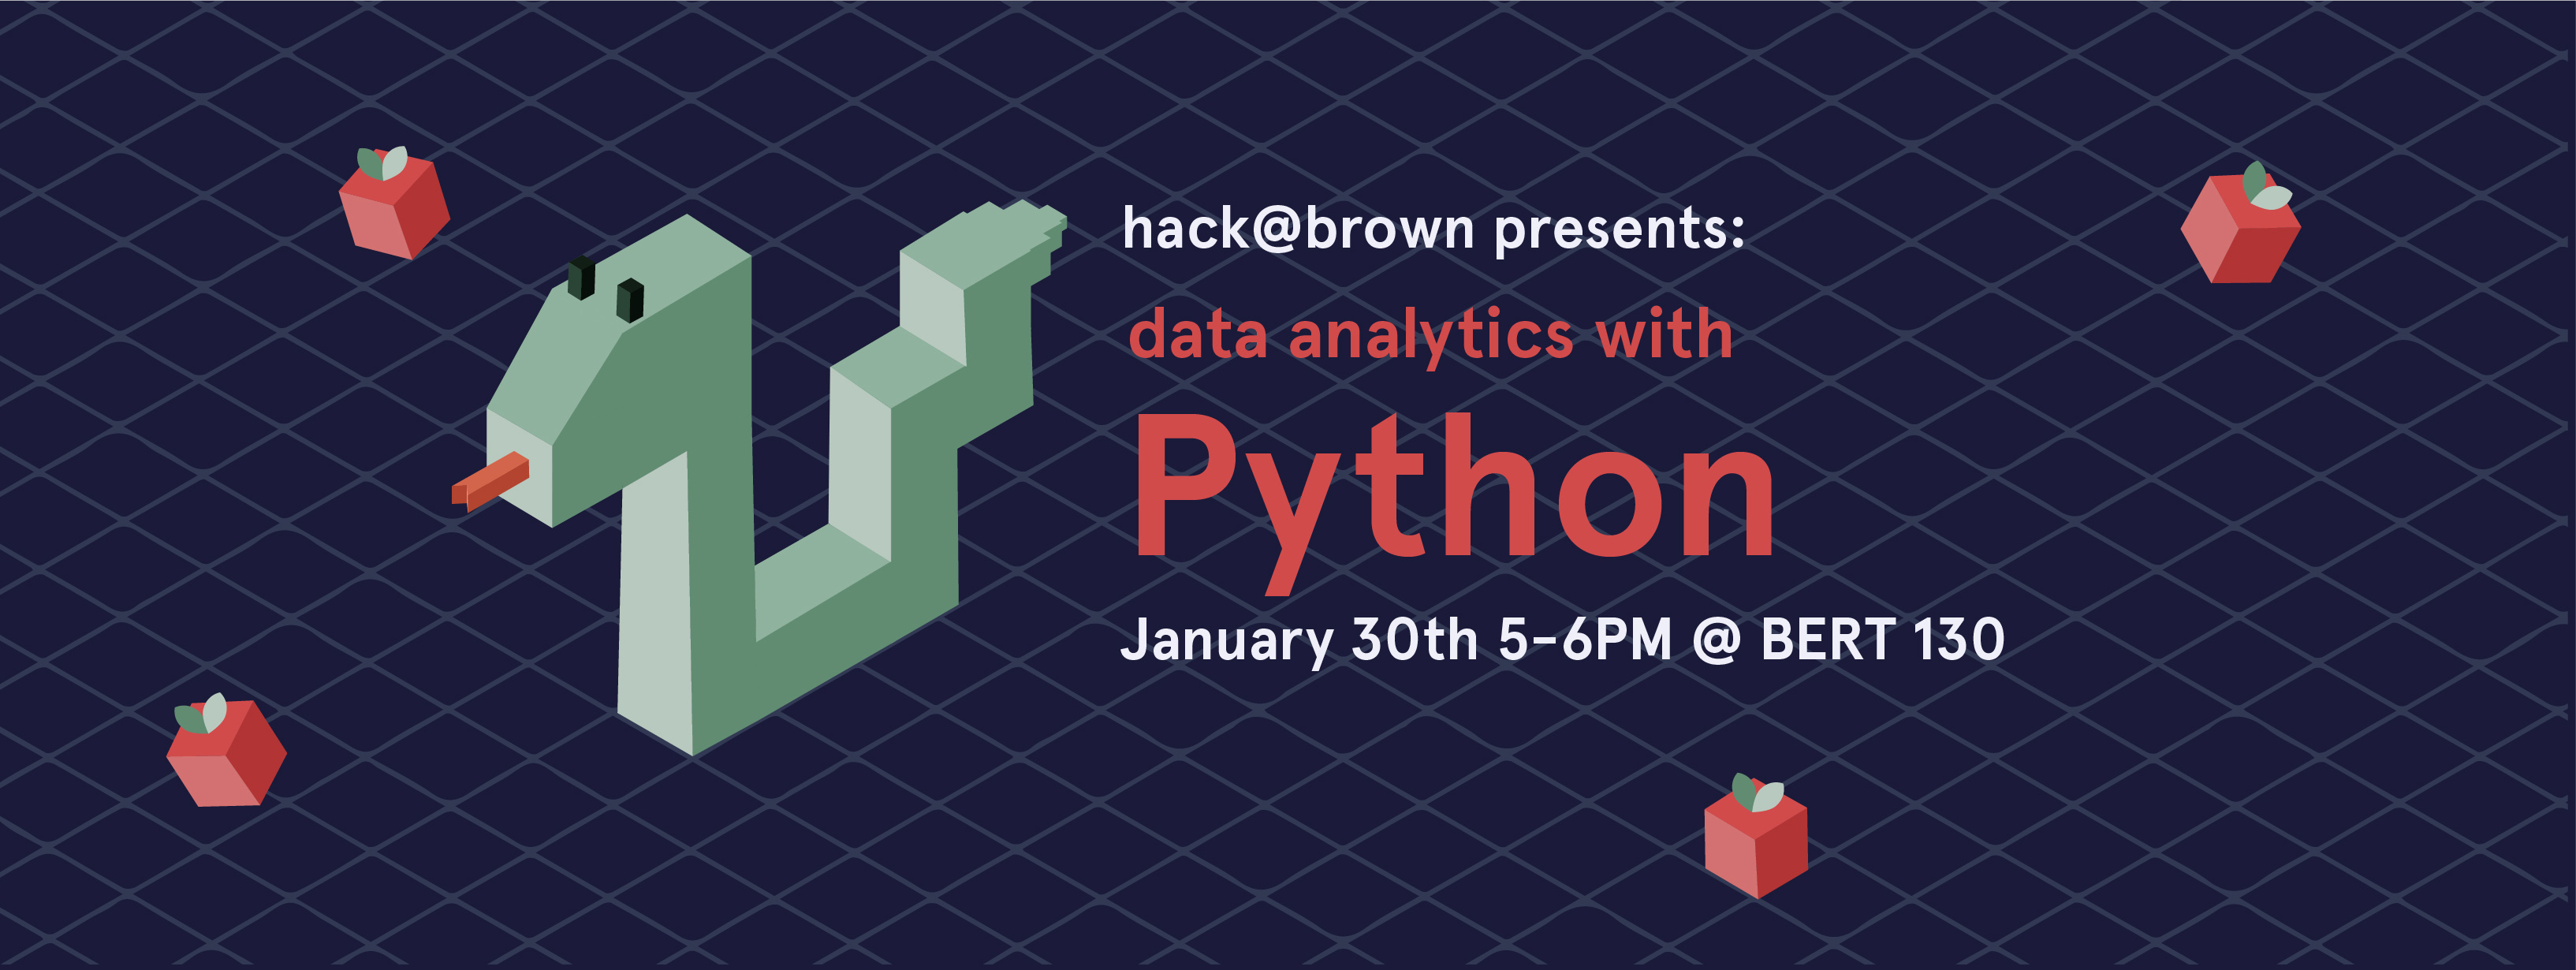 hack@brown presents:
data analytics with
Python
January 30th 5-6PM @ BERT 130